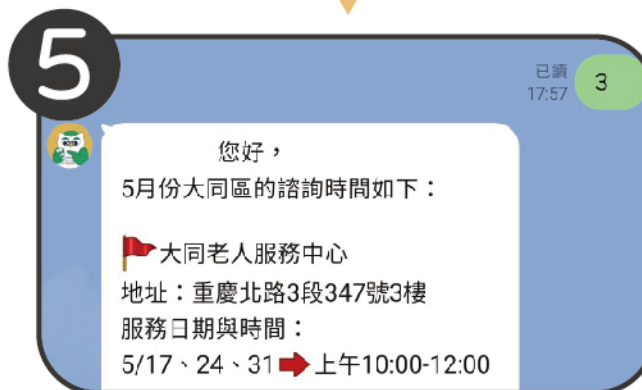 5
已讀
17:57
3
您好，
5月份大同區的諮詢時間如下：
🚩大同老人服務中心
地址：重慶北路3段347號3樓
服務日期與時間：
5/17、24、31➡上午10:00-12:00